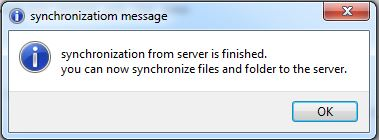 synchronizatiom message
synchronization from server is finished.
you can now synchronize files and folder to the server.
OK